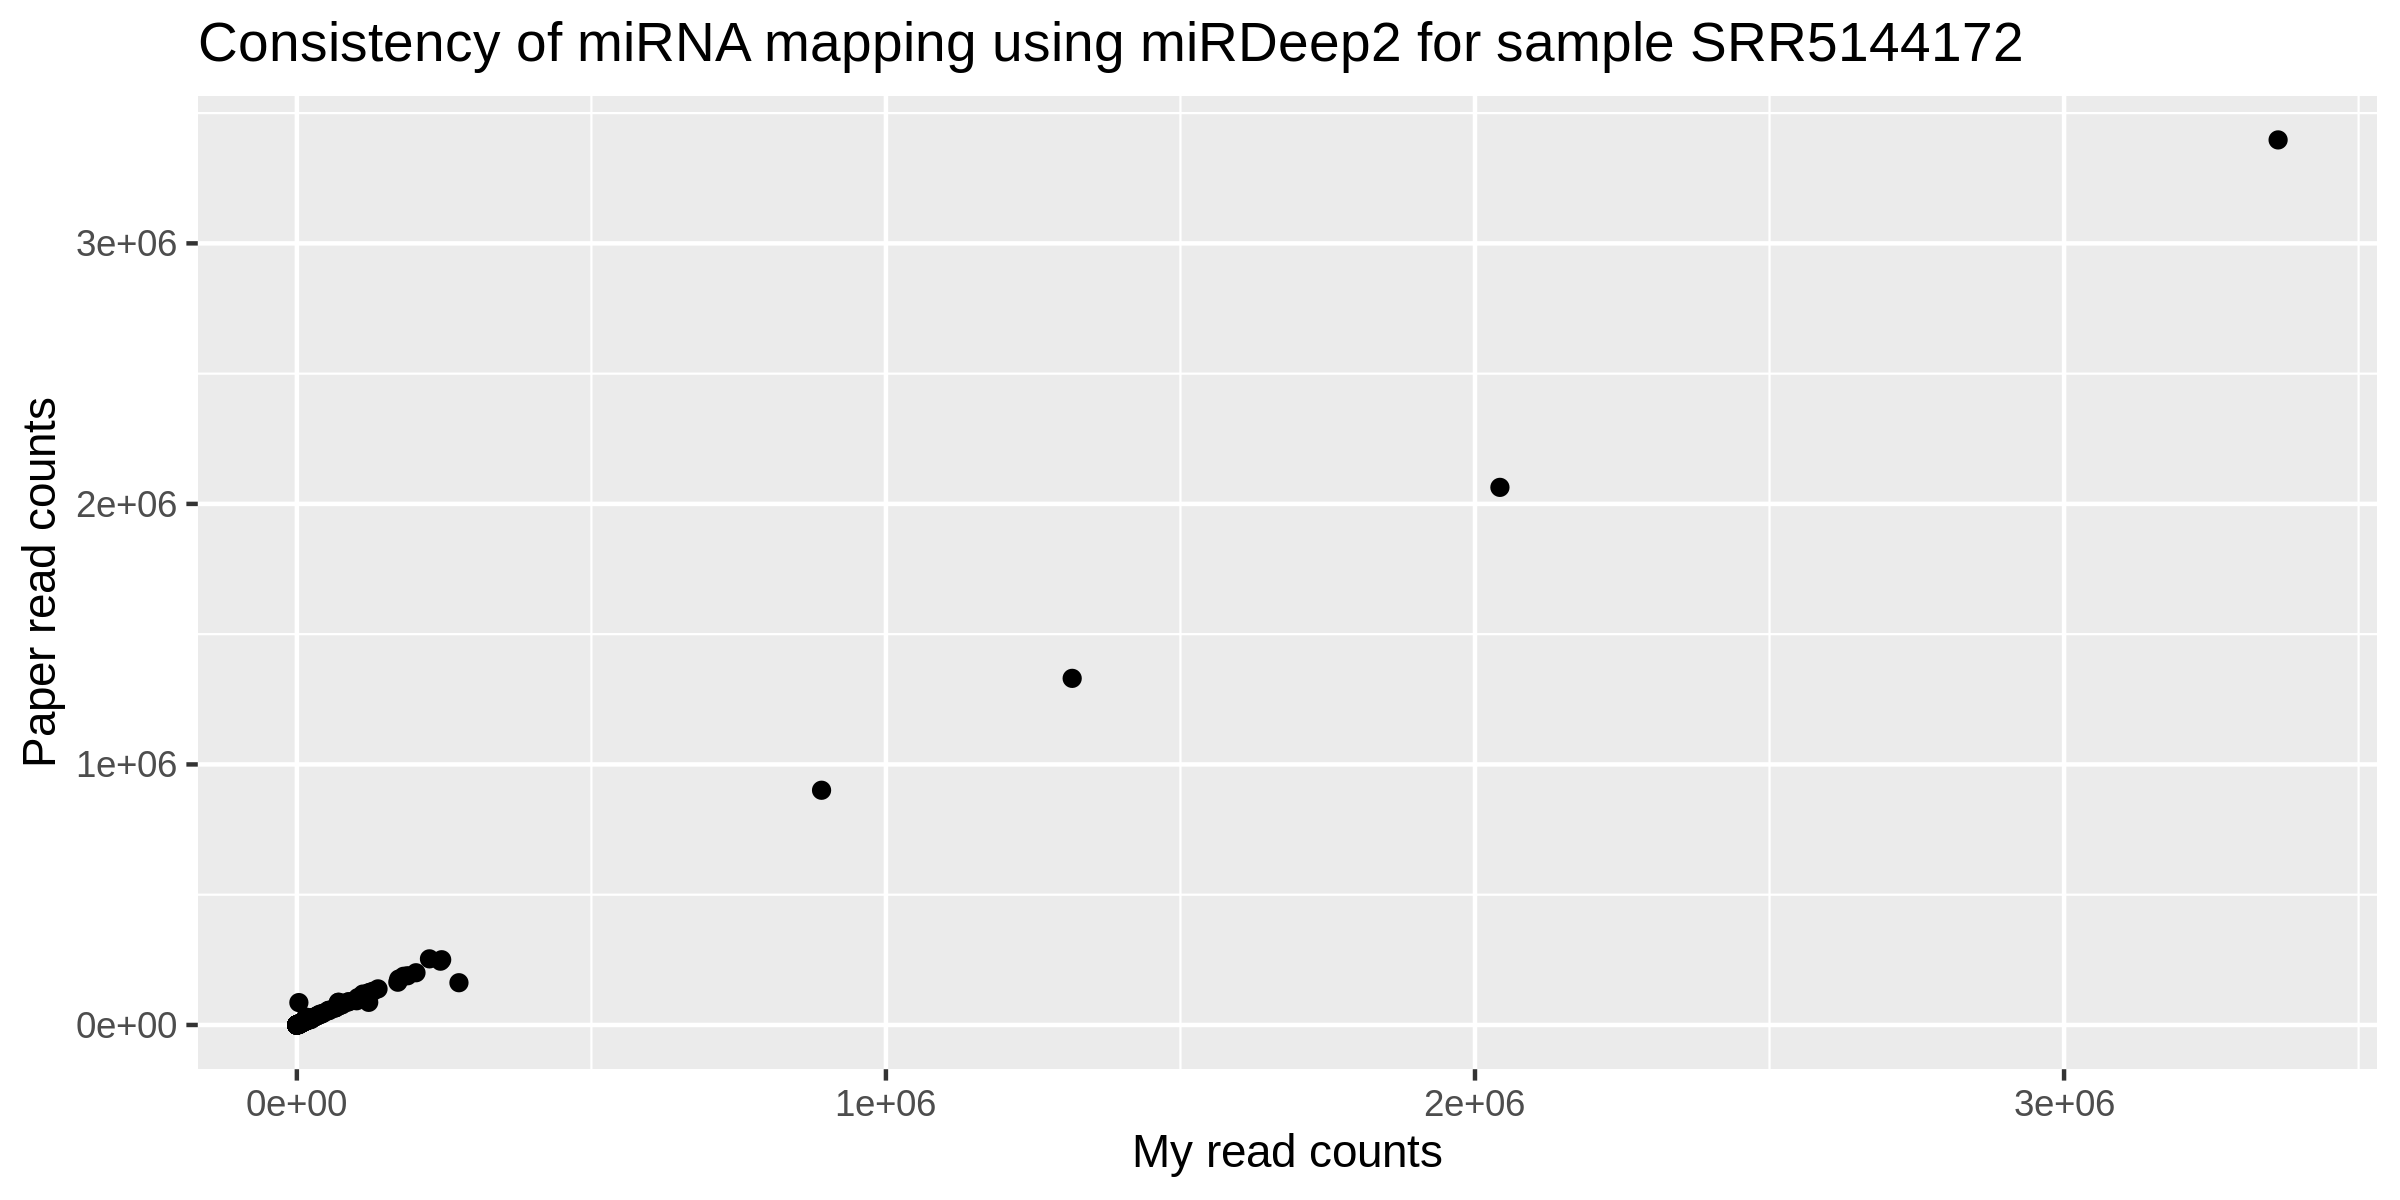 Consistency of miRNA mapping using miRDeep2 for sample SRR5144172
Paper read counts
3e+06
2e+06
1e+06
0e+00
0e+00
1e+06
2e+06
3e+06
My read counts